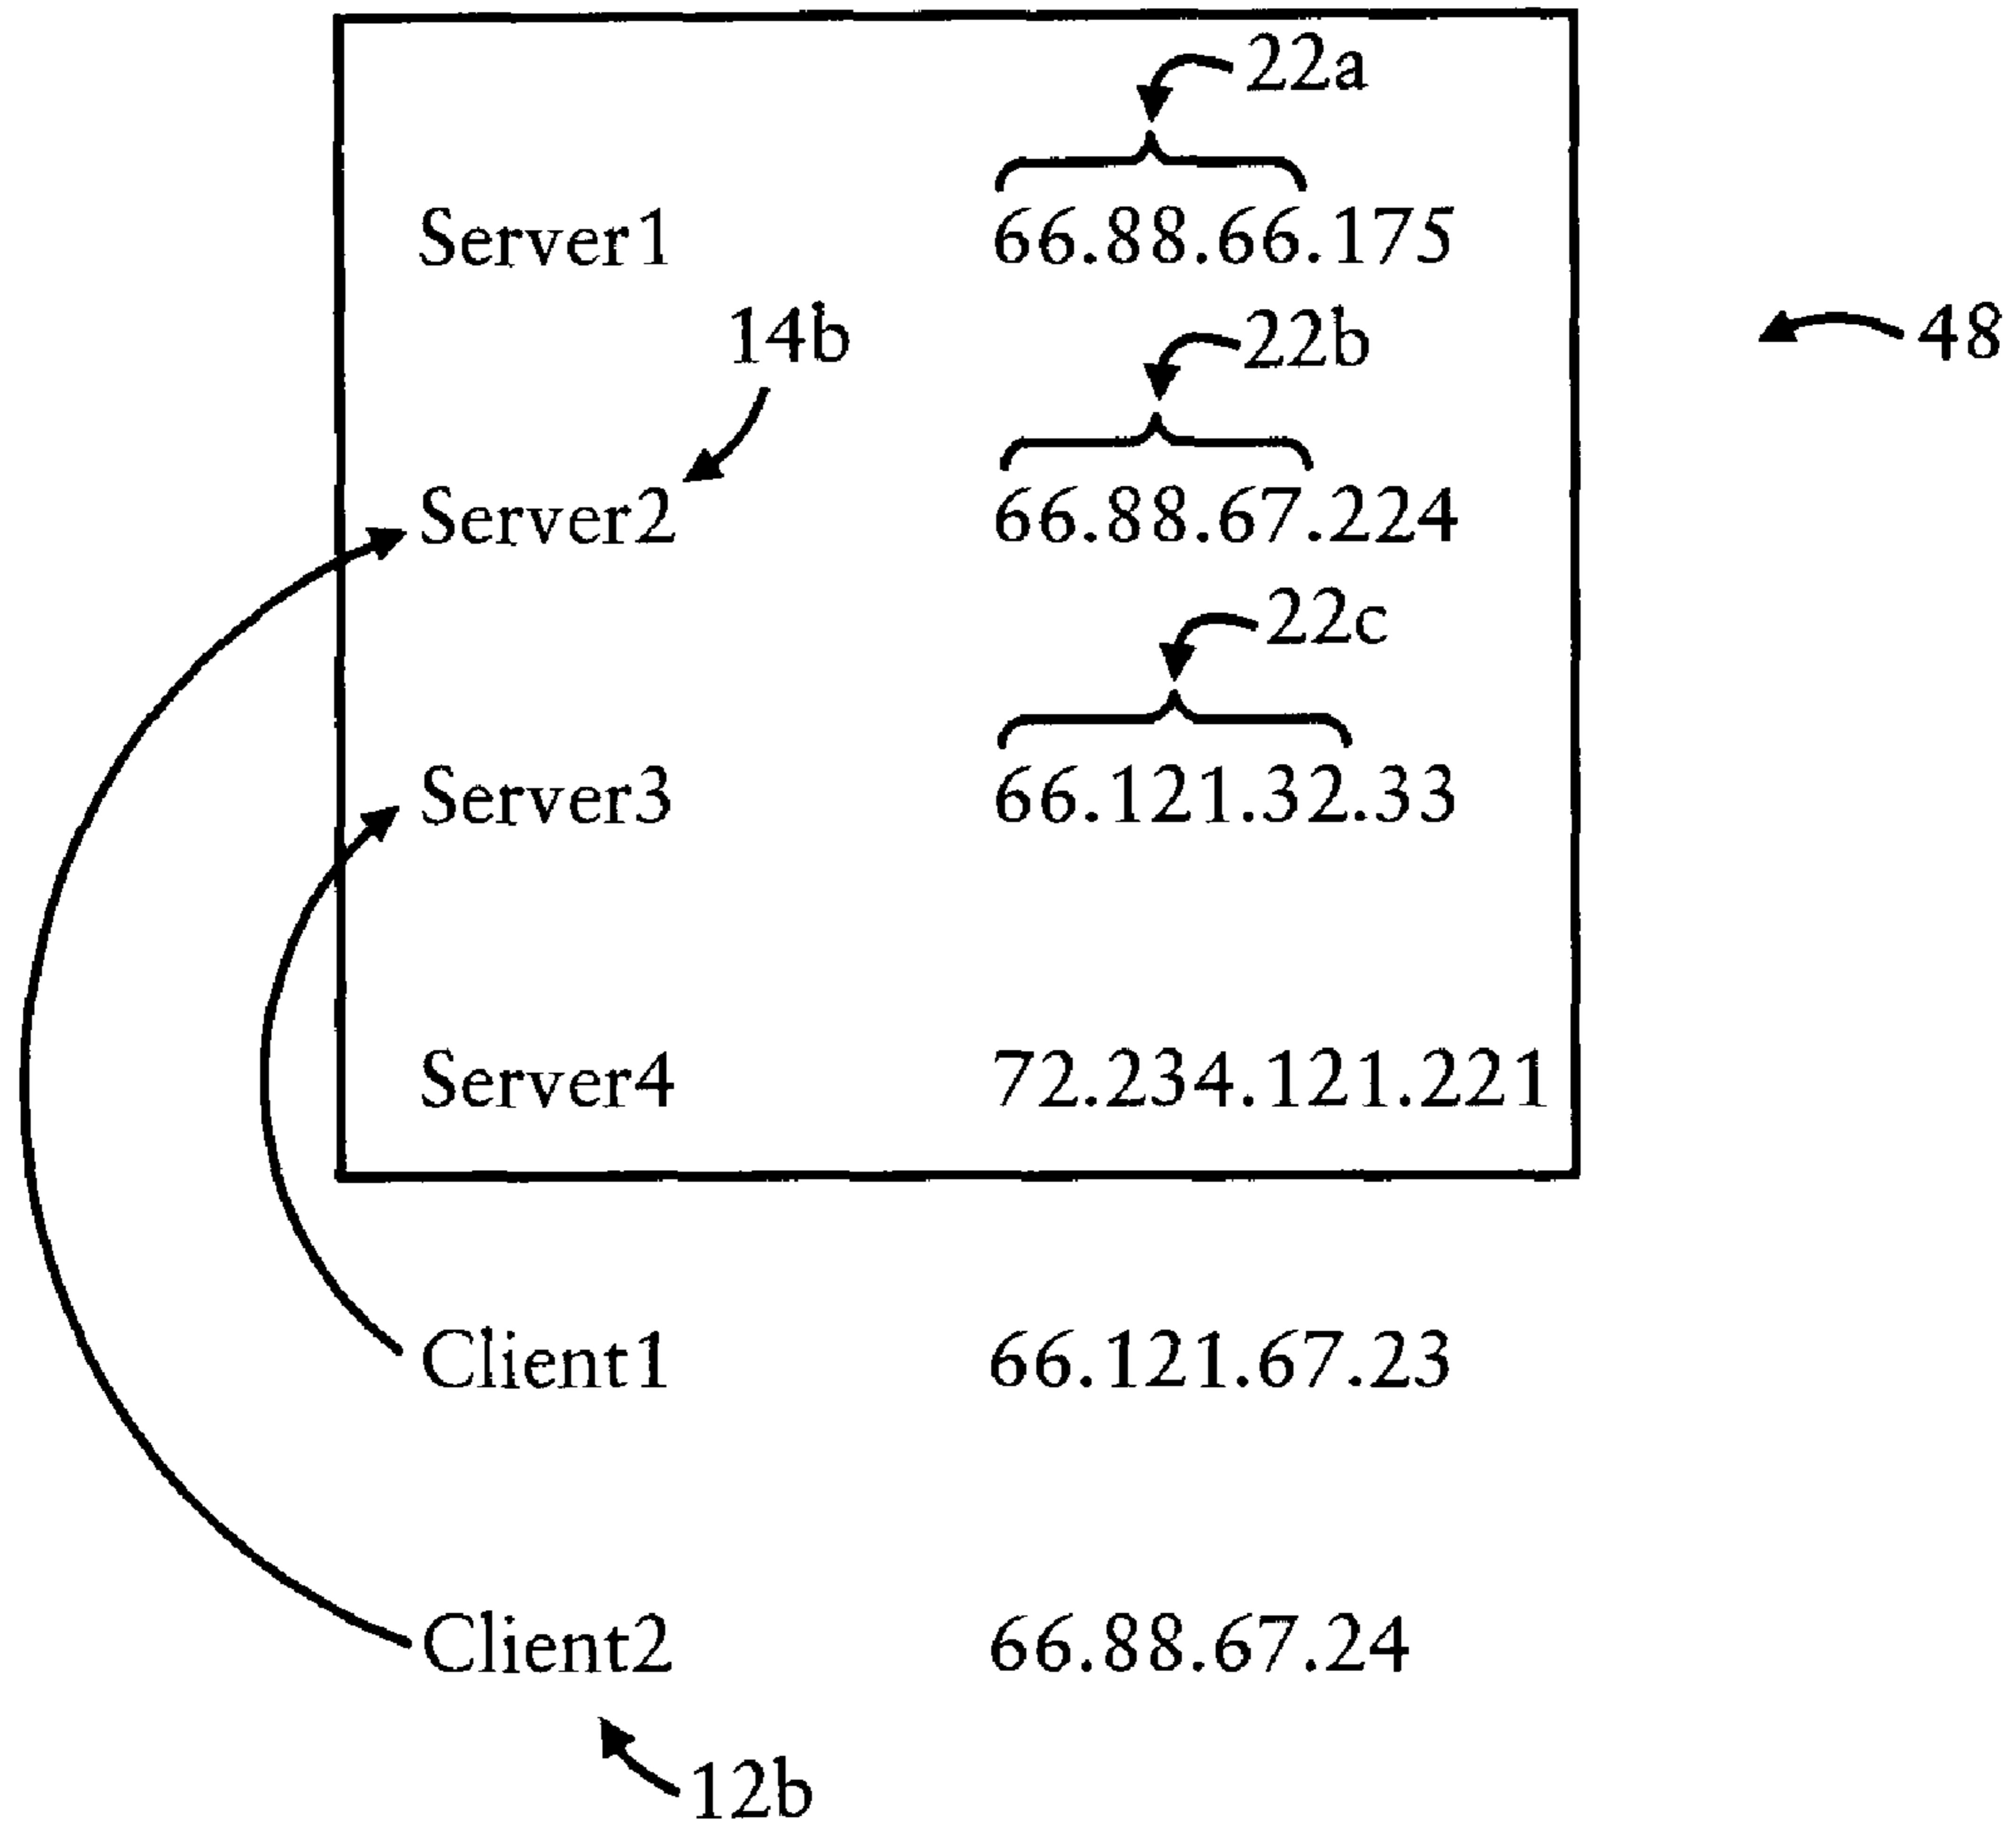 22a
Server1 66.88.66.175
14b 22b 48
Server2 66.88.67.224
22c
Server3 66.121.32.33
Server4 72.234.121.221
Client1 66.121.67.23
Client2 66.88.67.24
12b